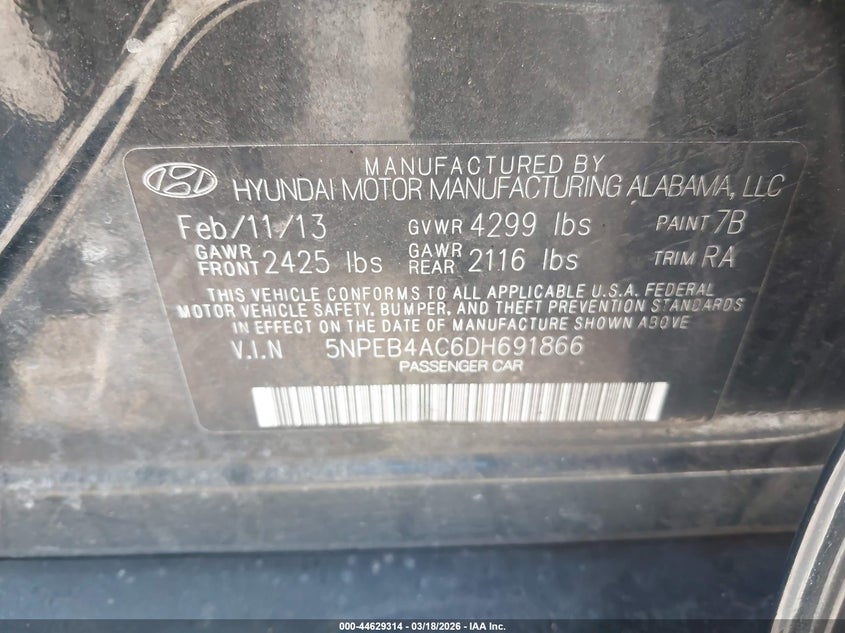 MANUFACTURED BY
HYUNDAI MOTOR MANUFACTURING ALABAMA, LLC
Feb/11/13 GVWR 4299 lbs PAINT 7B
GAWR FRONT 2425 lbs GAWR REAR 2116 lbs TRIM RA
THIS VEHICLE CONFORMS TO ALL APPLICABLE U.S.A. FEDERAL
MOTOR VEHICLE SAFETY, BUMPER, AND THEFT PREVENTION STANDARDS
IN EFFECT ON THE DATE OF MANUFACTURE SHOWN ABOVE
V.I.N 5NPEB4AC6DH691866
PASSENGER CAR
000-44629314 - 03/18/2026 - IAA Inc.